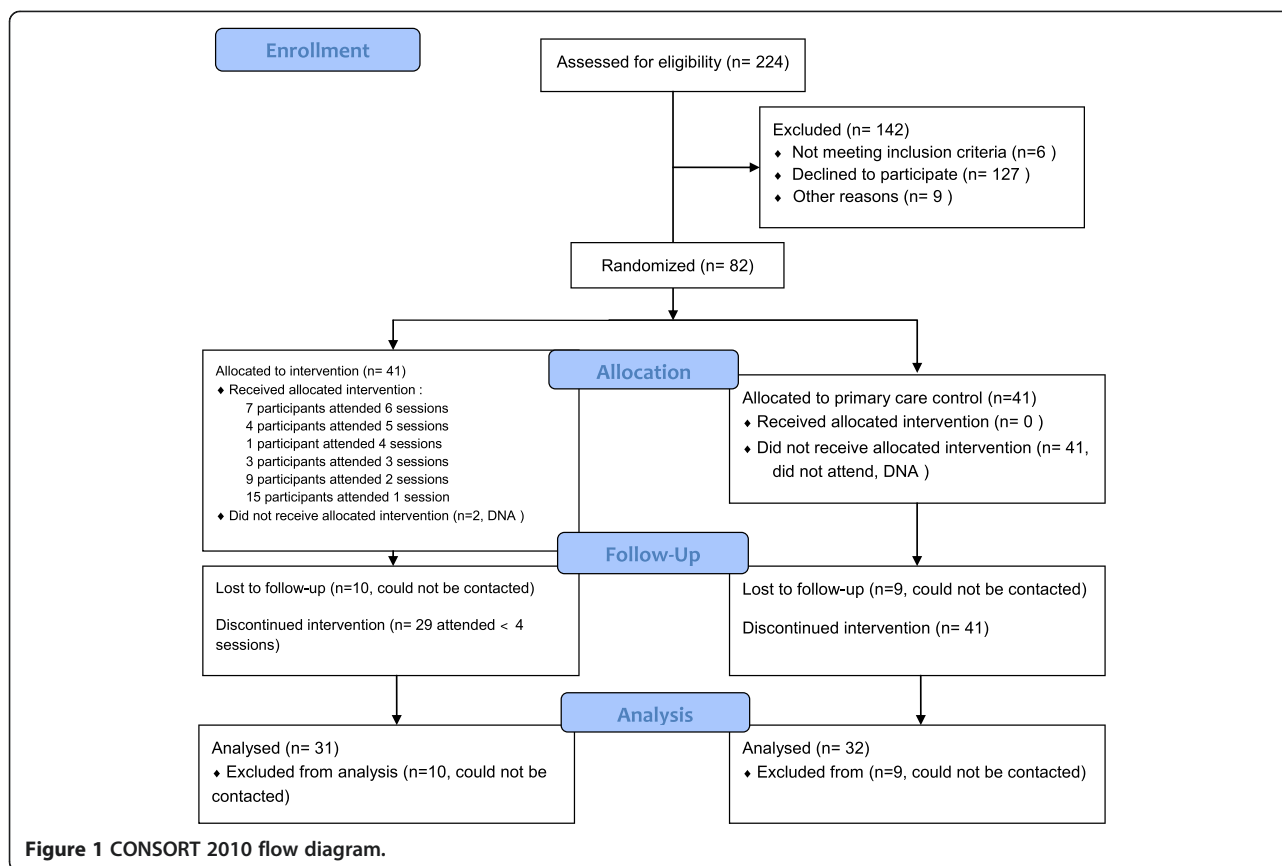 Enrollment
Assessed for eligibility (n= 224)
Excluded (n= 142)
♦ Not meeting inclusion criteria (n=6 )
♦ Declined to participate (n= 127 )
♦ Other reasons (n= 9 )
Randomized (n= 82)
Allocation
Allocated to intervention (n= 41)
♦ Received allocated intervention :
7 participants attended 6 sessions
4 participants attended 5 sessions
1 participant attended 4 sessions
3 participants attended 3 sessions
9 participants attended 2 sessions
15 participants attended 1 session
♦ Did not receive allocated intervention (n=2, DNA )
Allocated to primary care control (n=41)
♦ Received allocated intervention (n= 0 )
♦ Did not receive allocated intervention (n= 41,
did not attend, DNA )
Follow-Up
Lost to follow-up (n=10, could not be contacted)
Discontinued intervention (n= 29 attended < 4
sessions)
Lost to follow-up (n=9, could not be contacted)
Discontinued intervention (n= 41)
Analysis
Analysed (n= 31)
♦ Excluded from analysis (n=10, could not be
contacted)
Analysed (n= 32)
♦ Excluded from (n=9, could not be contacted)
Figure 1 CONSORT 2010 flow diagram.